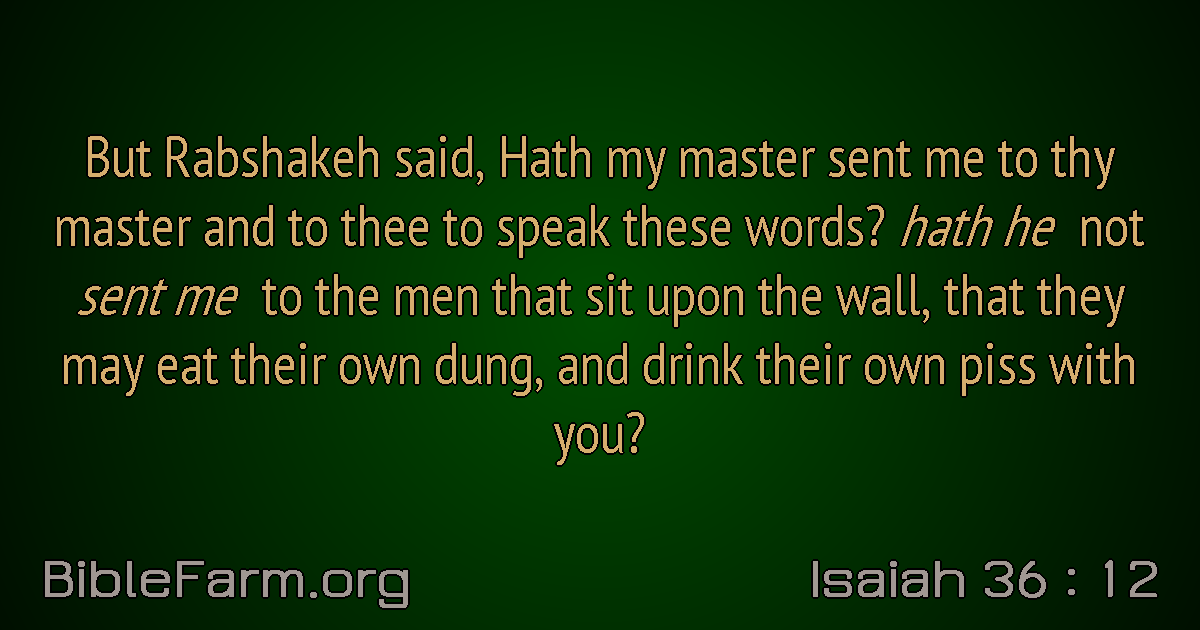 But Rabshakeh said, Hath my master sent me to thy
master and to thee to speak these words? hath he not
sent me to the men that sit upon the wall, that they
may eat their own dung, and drink their own piss with
you?
BibleFarm.org
Isaiah 36 : 12